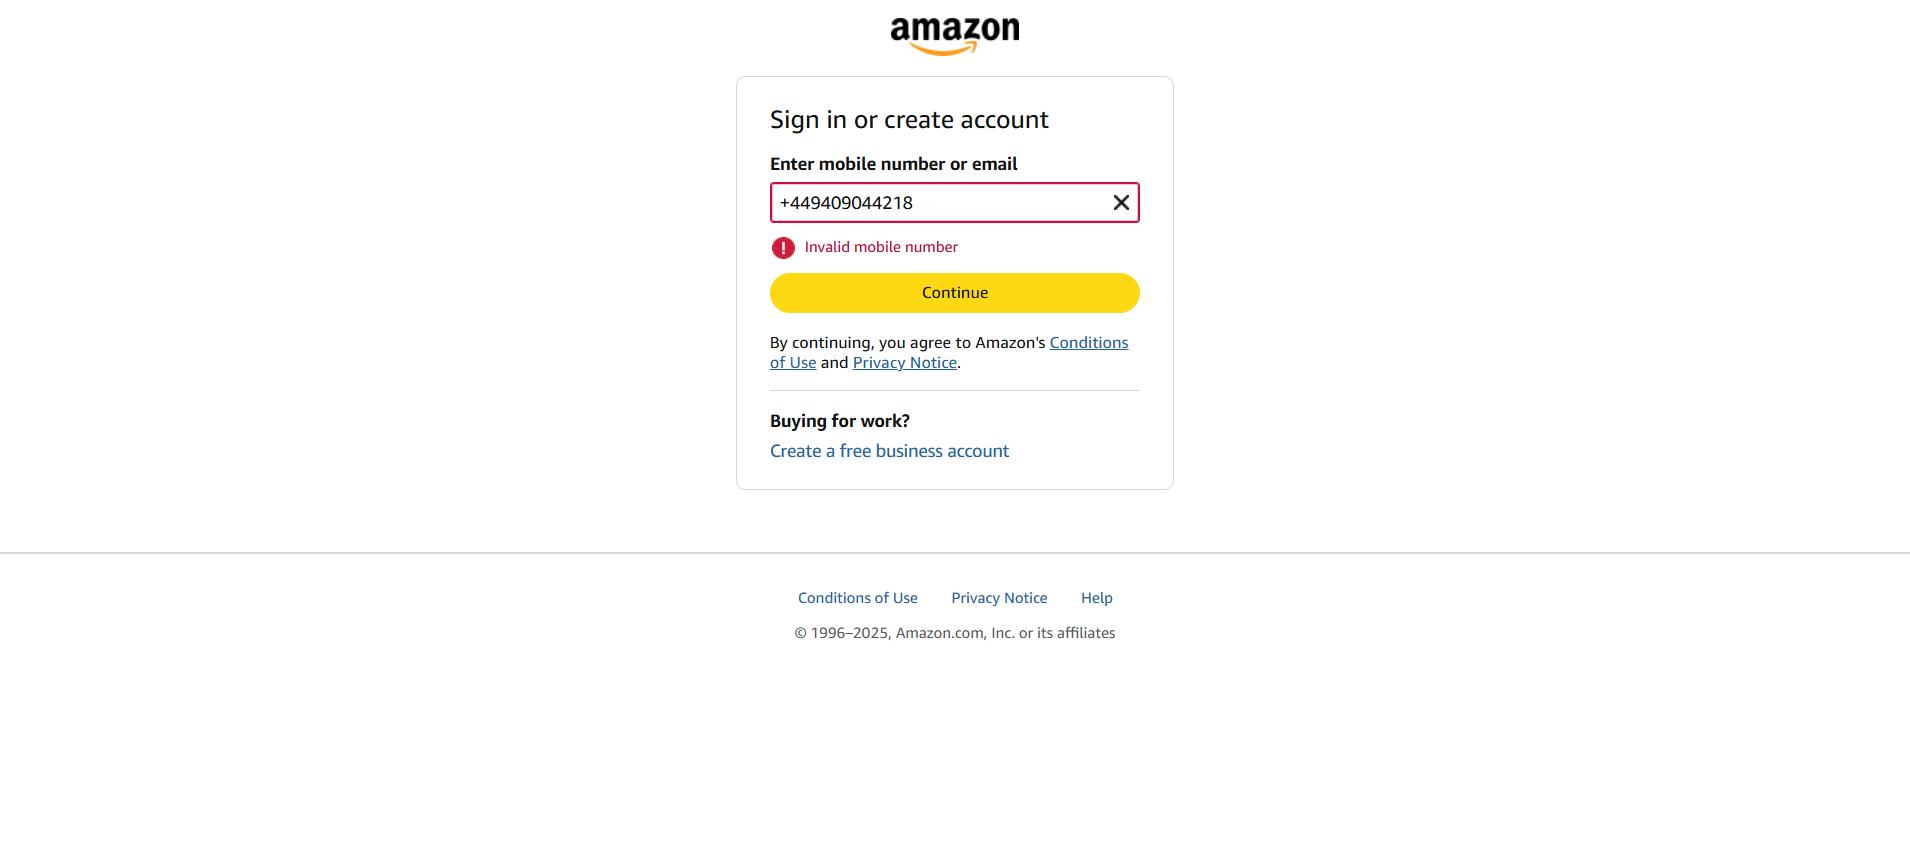 amazon
Sign in or create account
Enter mobile number or email
+449409044218
Invalid mobile number
Continue
By continuing, you agree to Amazon's Conditions
of Use and Privacy Notice.
Buying for work?
Create a free business account
Conditions of Use Privacy Notice Help
© 1996–2025, Amazon.com, Inc. or its affiliates